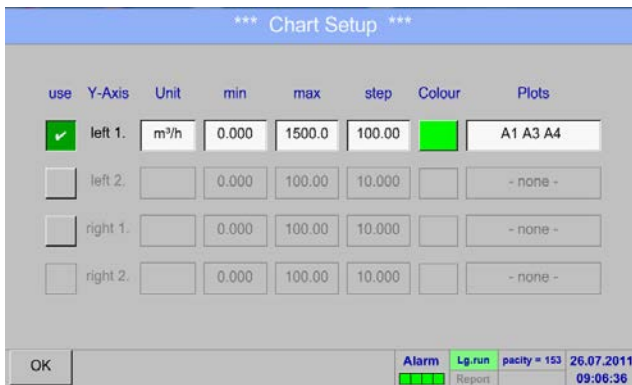 *** Chart Setup ***
use Y-Axis Unit min max step Colour Plots
left 1. m³/h 0.000 1500.0 100.00 A1 A3 A4
left 2. 0.000 100.00 10.000 - none -
right 1. 0.000 100.00 10.000 - none -
right 2. 0.000 100.00 10.000 - none -
OK Alarm Lg.run pacity = 153 26.07.2011
Report 09:06:36